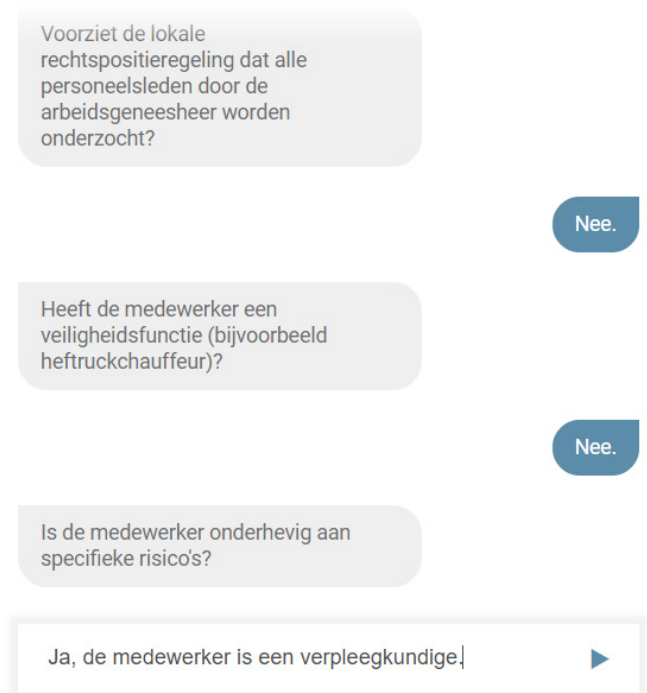 Voorziet de lokale
rechtspositieregeling dat alle
personeelsleden door de
arbeidsgeneesheer worden
onderzocht?
Nee.
Heeft de medewerker een
veiligheidsfunctie (bijvoorbeeld
heftruckchauffeur)?
Nee.
Is de medewerker onderhevig aan
specifieke risico's?
Ja, de medewerker is een verpleegkundige.